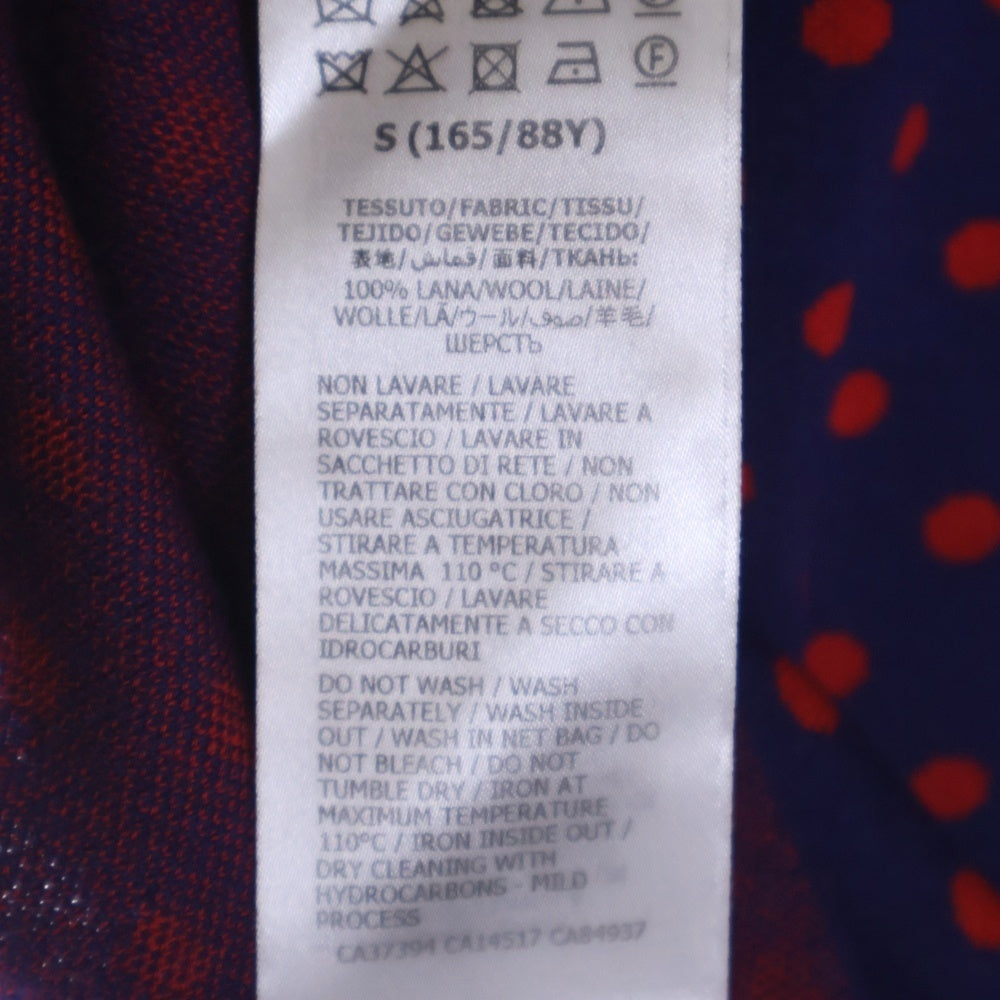 F
S (165/88Y)
TESSUTO/FABRIC/TISSU/
TEJIDO/GEWEBE/TECIDO/
表地/قماش/面料/ТКАНЬ:
100% LANA/WOOL/LAINE/
WOLLE/LÃ/ウール/صوف/羊毛/
ШЕРСТЬ
NON LAVARE / LAVARE
SEPARATAMENTE / LAVARE A
ROVESCIO / LAVARE IN
SACCHETTO DI RETE / NON
TRATTARE CON CLORO / NON
USARE ASCIUGATRICE /
STIRARE A TEMPERATURA
MASSIMA 110 °C / STIRARE A
ROVESCIO / LAVARE
DELICATAMENTE A SECCO CON
IDROCARBURI
DO NOT WASH / WASH
SEPARATELY / WASH INSIDE
OUT / WASH IN NET BAG / DO
NOT BLEACH / DO NOT
TUMBLE DRY / IRON AT
MAXIMUM TEMPERATURE
110°C / IRON INSIDE OUT /
DRY CLEANING WITH
HYDROCARBONS - MILD
PROCESS
CA37394 CA14517 CA84937